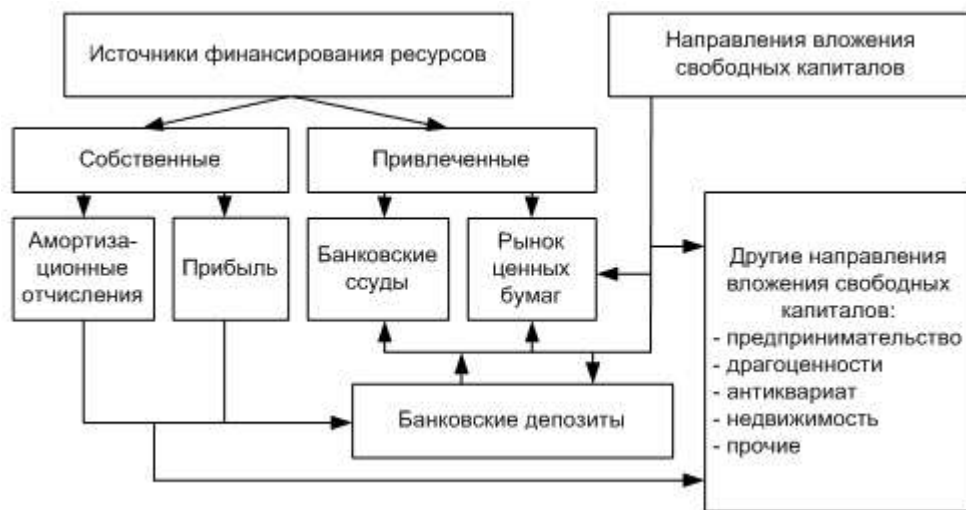 Источники финансирования ресурсов
Направления вложения
свободных капиталов
Собственные
Привлеченные
Амортиза-
ционные
отчисления
Прибыль
Банковские
ссуды
Рынок
ценных
бумаг
Другие направления
вложения свободных
капиталов:
- предпринимательство
- драгоценности
- антиквариат
- недвижимость
- прочие
Банковские депозиты